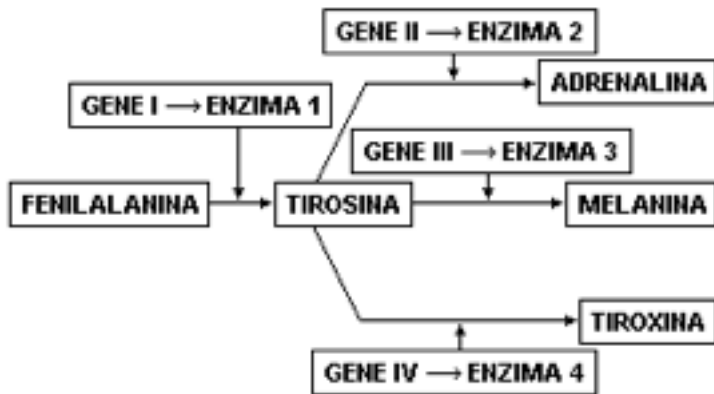 GENE II → ENZIMA 2
ADRENALINA
GENE I → ENZIMA 1
GENE III → ENZIMA 3
FENILALANINA
TIROSINA
MELANINA
TIROXINA
GENE IV → ENZIMA 4